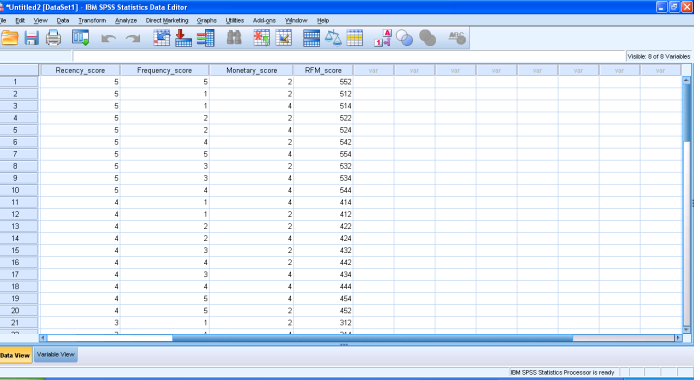 *Untitled2 [DataSet1] - IBM SPSS Statistics Data Editor
ile Edit View Data Transform Analyze Direct Marketing Graphs Utilities Add-ons Window Help
Visible: 8 of 8 Variables
Recency_score Frequency_score Monetary_score RFM_score var var var var var var var var
1 5 5 2 552
2 5 1 2 512
3 5 1 4 514
4 5 2 2 522
5 5 2 4 524
6 5 4 2 542
7 5 5 4 554
8 5 3 2 532
9 5 3 4 534
10 5 4 4 544
11 4 1 4 414
12 4 1 2 412
13 4 2 2 422
14 4 2 4 424
15 4 3 2 432
16 4 4 2 442
17 4 3 4 434
18 4 4 4 444
19 4 5 4 454
20 4 5 2 452
21 3 1 2 312
Data View Variable View
IBM SPSS Statistics Processor is ready